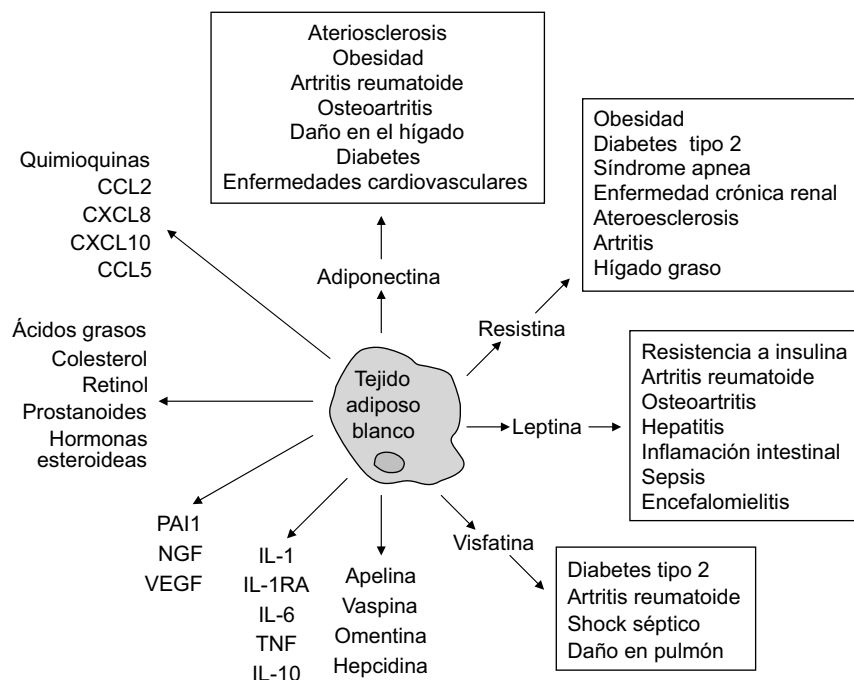 Ateriosclerosis
Obesidad
Artritis reumatoide
Osteoartritis
Daño en el hígado
Diabetes
Enfermedades cardiovasculares
Obesidad
Diabetes tipo 2
Síndrome apnea
Enfermedad crónica renal
Ateroesclerosis
Artritis
Hígado graso
Quimioquinas
CCL2
CXCL8
CXCL10
CCL5
Adiponectina
Resistina
Ácidos grasos
Colesterol
Retinol
Prostanoides
Hormonas
esteroideas
Tejido
adiposo
blanco
Leptina
Resistencia a insulina
Artritis reumatoide
Osteoartritis
Hepatitis
Inflamación intestinal
Sepsis
Encefalomielitis
PAI1
NGF
VEGF
IL-1
IL-1RA
IL-6
TNF
IL-10
Apelina
Vaspina
Omentina
Hepcidina
Visfatina
Diabetes tipo 2
Artritis reumatoide
Shock séptico
Daño en pulmón